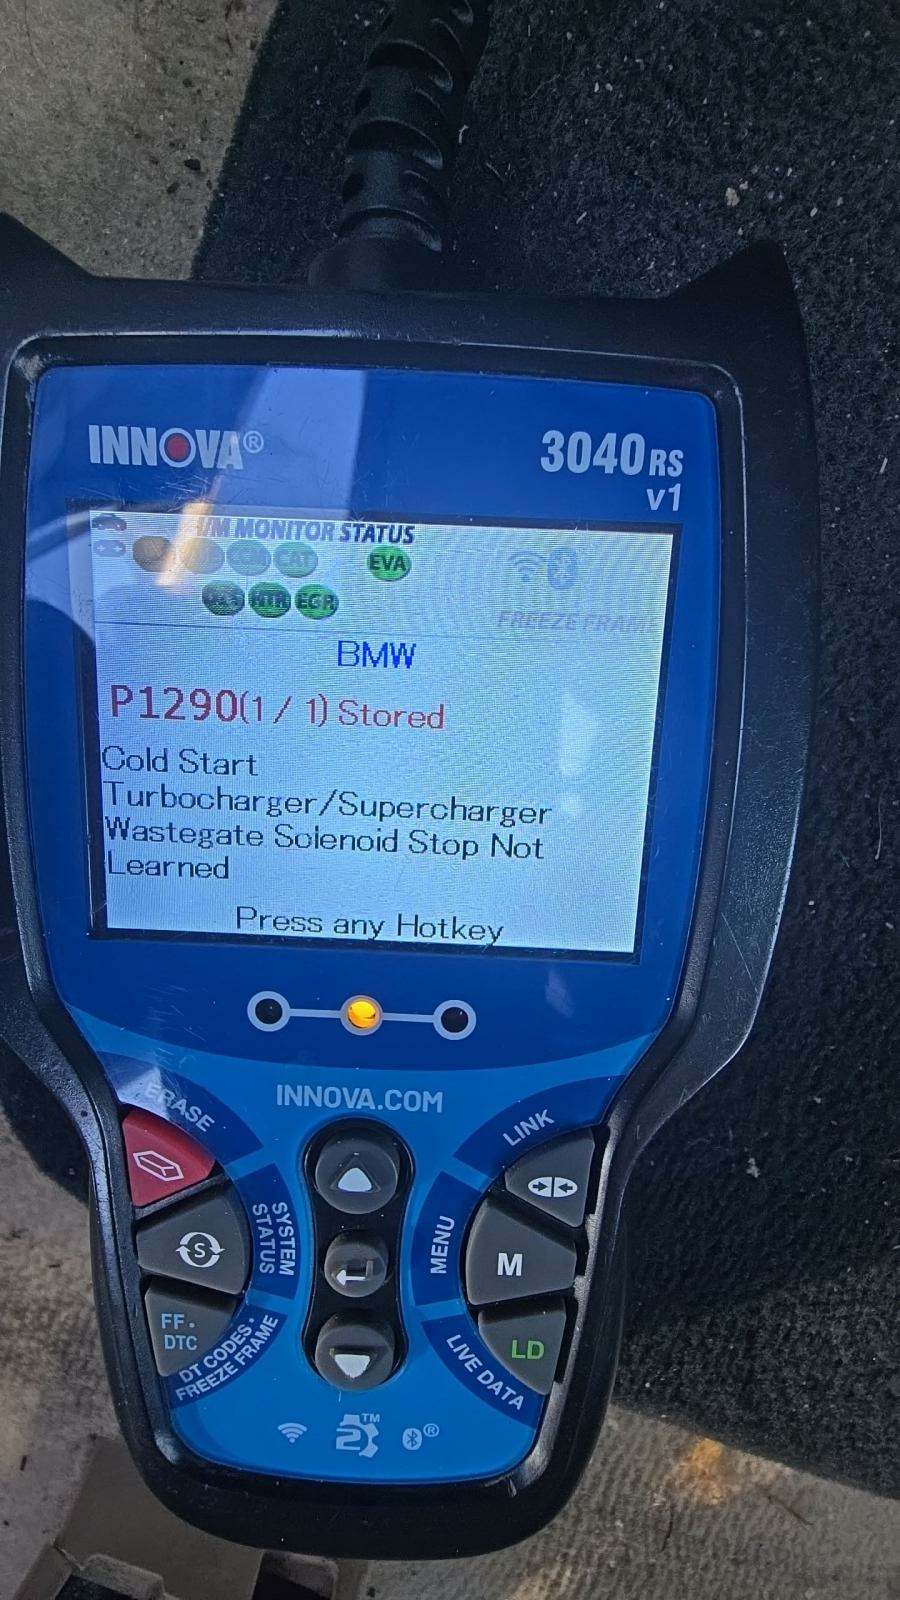 INNOVA®
3040RS
v1
I/M MONITOR STATUS
EVA
MTR EGR
FREEZE FRAME
BMW
P1290(1 / 1) Stored
Cold Start
Turbocharger/Supercharger
Wastegate Solenoid Stop Not
Learned
Press any Hotkey
INNOVA.COM
ERASE
LINK
SYSTEM
STATUS
S
MENU
M
FF.
DTC
DT CODES •
FREEZE FRAME
LIVE DATA
LD
2™
®